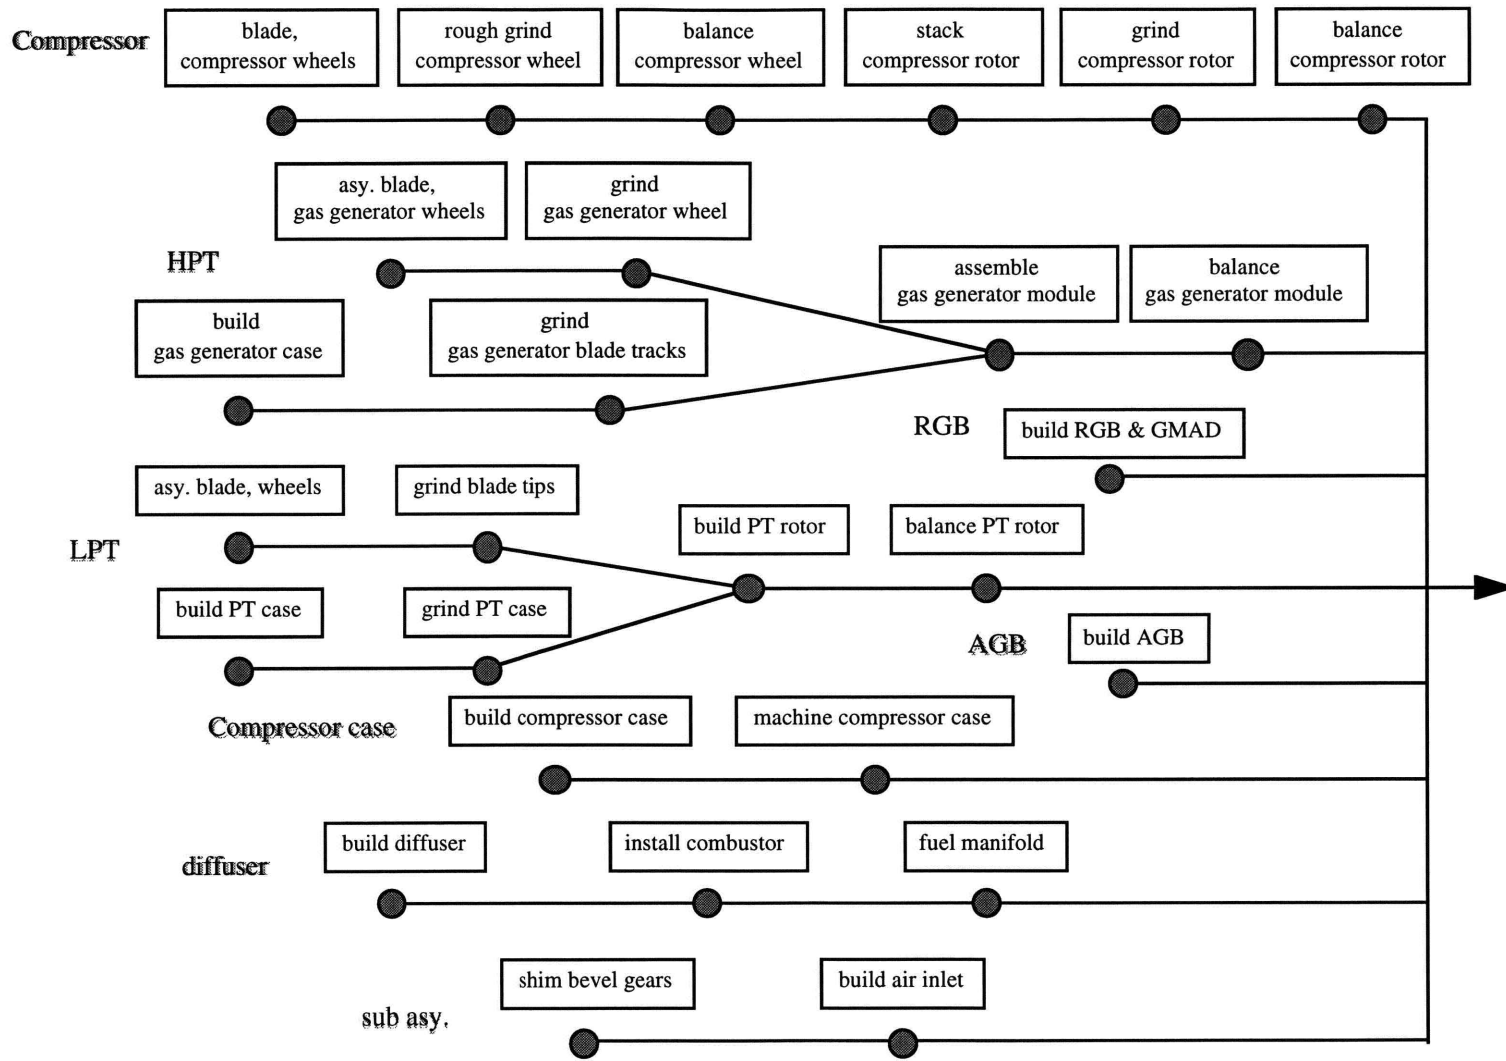 Compressor
blade,
compressor wheels
rough grind
compressor wheel
balance
compressor wheel
stack
compressor rotor
grind
compressor rotor
balance
compressor rotor
HPT
asy. blade,
gas generator wheels
grind
gas generator wheel
build
gas generator case
grind
gas generator blade tracks
assemble
gas generator module
balance
gas generator module
RGB
build RGB & GMAD
LPT
asy. blade, wheels
grind blade tips
build PT case
grind PT case
build PT rotor
balance PT rotor
AGB
build AGB
Compressor case
build compressor case
machine compressor case
diffuser
build diffuser
install combustor
fuel manifold
sub asy.
shim bevel gears
build air inlet